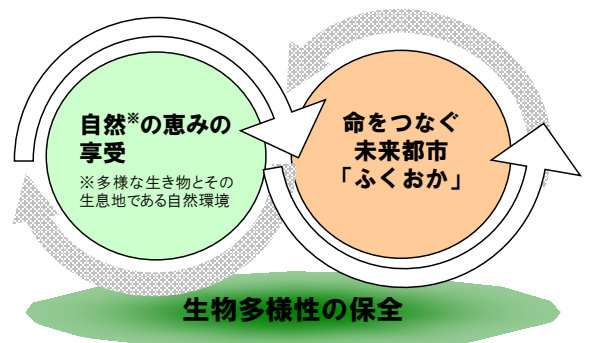 自然※の恵みの
享受
※多様な生き物とその
生息地である自然環境
命をつなぐ
未来都市
「ふくおか」
生物多様性の保全